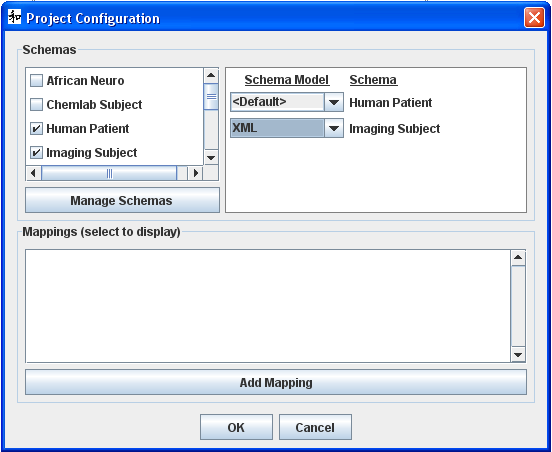 和 Project Configuration
Schemas
African Neuro
Chemlab Subject
Human Patient
Imaging Subject
Manage Schemas
Schema Model Schema
<Default> Human Patient
XML Imaging Subject
Mappings (select to display)
Add Mapping
OK Cancel